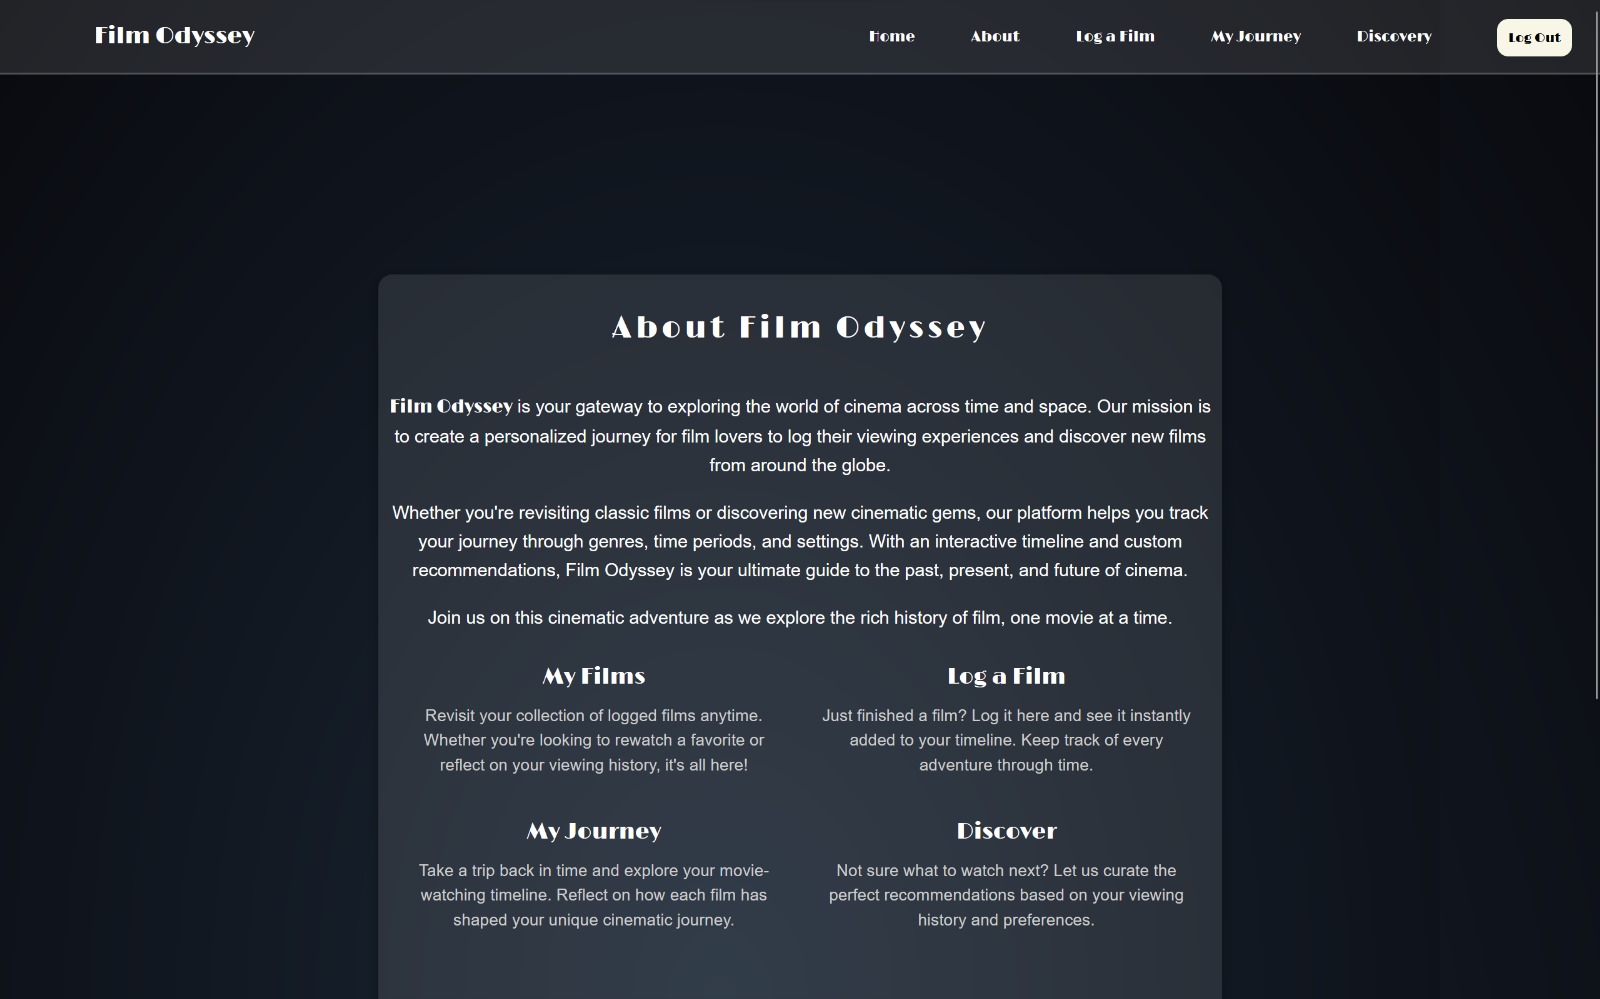 Film Odyssey
Home About Log a Film My Journey Discovery Log Out
About Film Odyssey
Film Odyssey is your gateway to exploring the world of cinema across time and space. Our mission is
to create a personalized journey for film lovers to log their viewing experiences and discover new films
from around the globe.
Whether you're revisiting classic films or discovering new cinematic gems, our platform helps you track
your journey through genres, time periods, and settings. With an interactive timeline and custom
recommendations, Film Odyssey is your ultimate guide to the past, present, and future of cinema.
Join us on this cinematic adventure as we explore the rich history of film, one movie at a time.
My Films
Revisit your collection of logged films anytime.
Whether you're looking to rewatch a favorite or
reflect on your viewing history, it's all here!
Log a Film
Just finished a film? Log it here and see it instantly
added to your timeline. Keep track of every
adventure through time.
My Journey
Take a trip back in time and explore your movie-
watching timeline. Reflect on how each film has
shaped your unique cinematic journey.
Discover
Not sure what to watch next? Let us curate the
perfect recommendations based on your viewing
history and preferences.